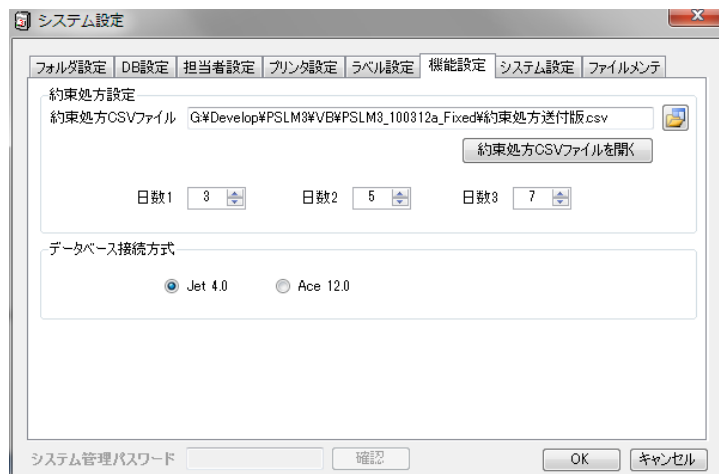 システム設定
フォルダ設定 DB設定 担当者設定 プリンタ設定 ラベル設定 機能設定 システム設定 ファイルメンテ
約束処方設定
約束処方CSVファイル G:¥Develop¥PSLM3¥VB¥PSLM3_100312a_Fixed¥約束処方送付版.csv
約束処方CSVファイルを開く
日数1 3 日数2 5 日数3 7
データベース接続方式
Jet 4.0 Ace 12.0
システム管理パスワード 確認 OK キャンセル